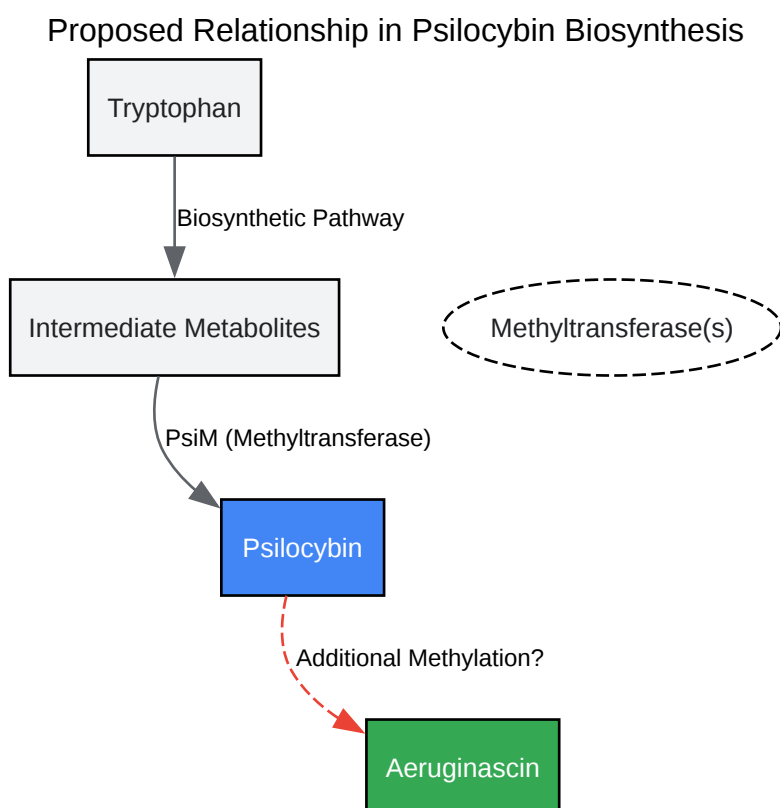 Proposed Relationship in Psilocybin Biosynthesis
Tryptophan
Biosynthetic Pathway
Intermediate Metabolites
Methyltransferase(s)
PsiM (Methyltransferase)
Psilocybin
Additional Methylation?
Aeruginascin